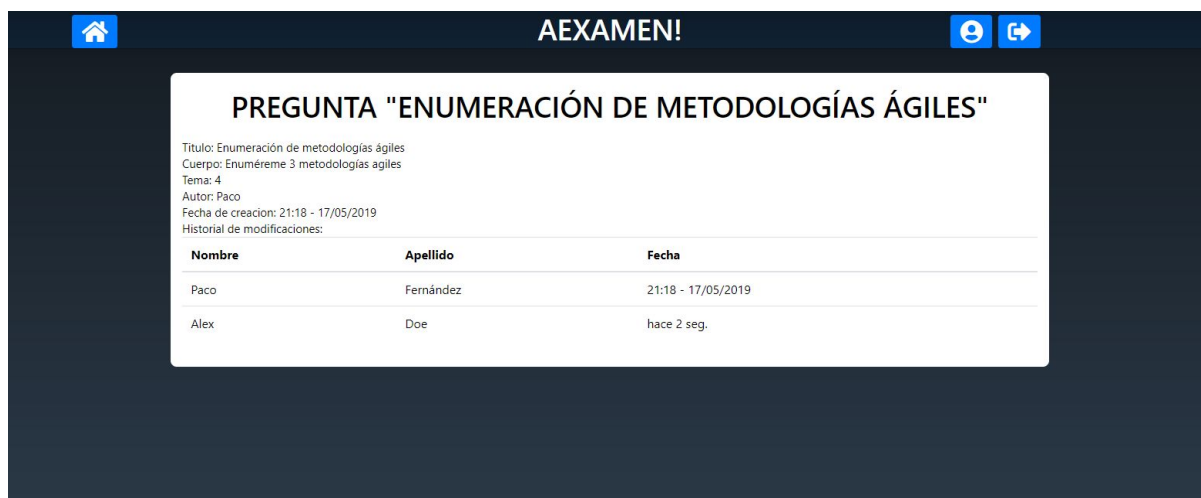 AEXAMEN!
PREGUNTA "ENUMERACIÓN DE METODOLOGÍAS ÁGILES"
Titulo: Enumeración de metodologías ágiles
Cuerpo: Enuméreme 3 metodologías agiles
Tema: 4
Autor: Paco
Fecha de creacion: 21:18 - 17/05/2019
Historial de modificaciones:
Nombre Apellido Fecha
Paco Fernández 21:18 - 17/05/2019
Alex Doe hace 2 seg.